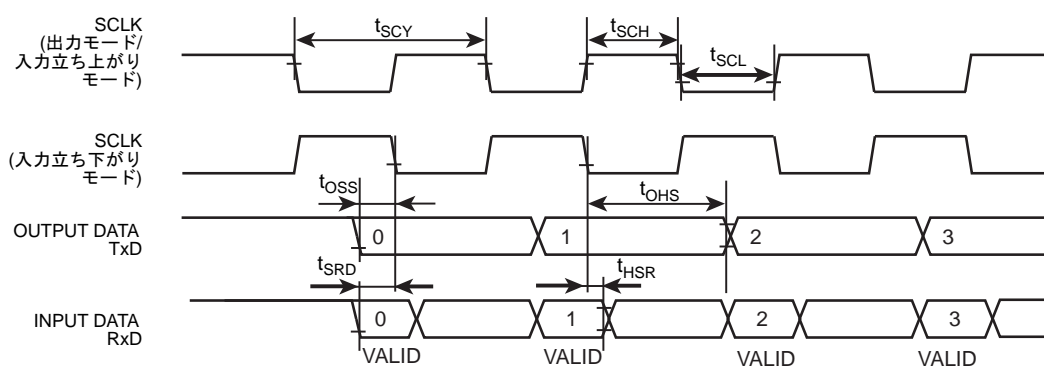 SCLK
(出力モード/
入力立ち上がり
モード)
tSCY
tSCH
tSCL
SCLK
(入力立ち下がり
モード)
tOSS
tOHS
OUTPUT DATA
TxD
0
1
2
3
tSRD
tHSR
INPUT DATA
RxD
0
1
2
3
VALID
VALID
VALID
VALID